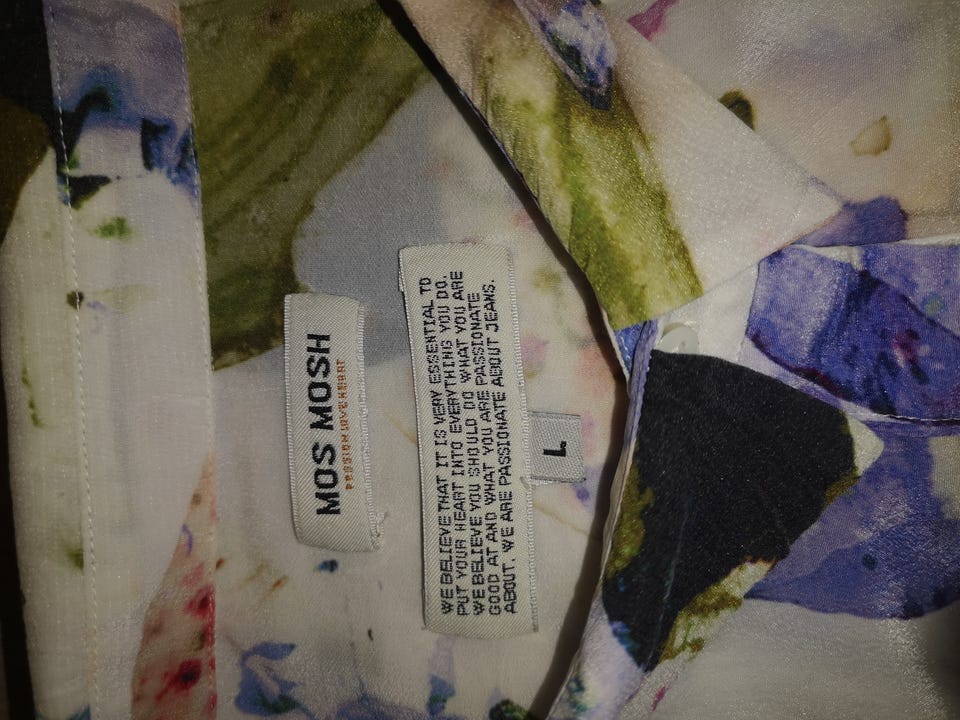 MOS MOSH
PASSION LOVE HEART
WE BELIEVE THAT IT IS VERY ESSENTIAL TO
PUT YOUR HEART INTO EVERYTHING YOU DO.
WE BELIEVE YOU SHOULD DO WHAT YOU ARE
GOOD AT AND WHAT YOU ARE PASSIONATE
ABOUT. WE ARE PASSIONATE ABOUT JEANS.
L